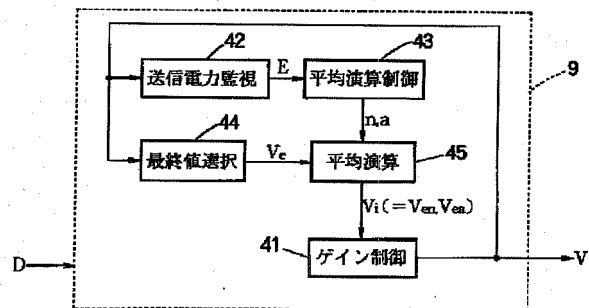 42
43
送信電力監視
E
平均演算制御
9
44
n,a
最終値選択
Ve
平均演算
45
Vi(=Ven,Vea)
41
ゲイン制御
D
V